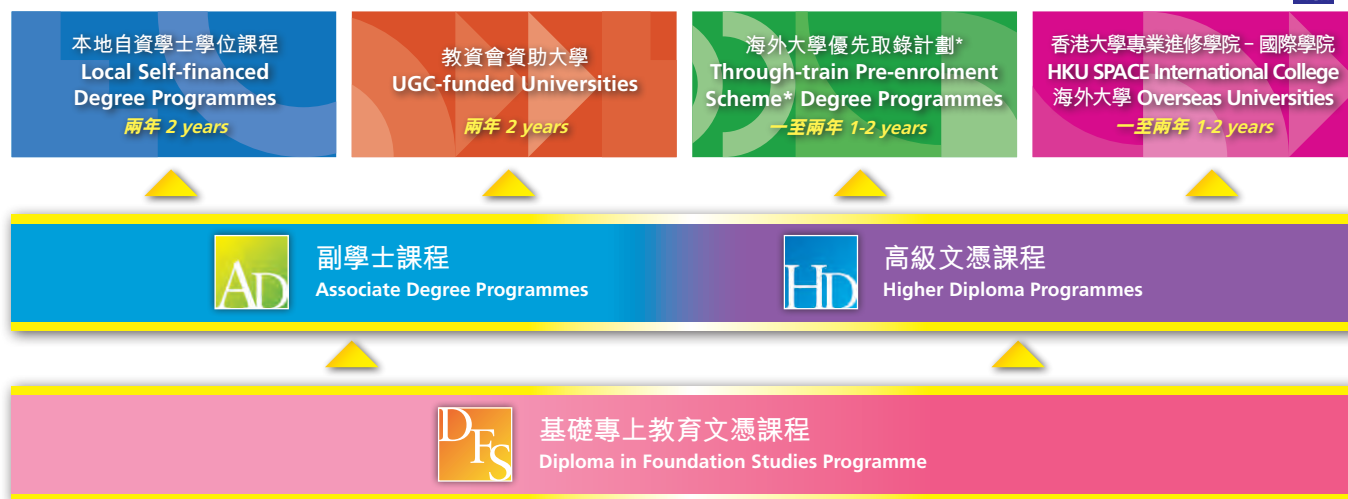 本地自資學士學位課程
Local Self-financed
Degree Programmes
兩年 2 years
教資會資助大學
UGC-funded Universities
兩年 2 years
海外大學優先取錄計劃*
Through-train Pre-enrolment
Scheme* Degree Programmes
一至兩年 1-2 years
香港大學專業進修學院 – 國際學院
HKU SPACE International College
海外大學 Overseas Universities
一至兩年 1-2 years
AD
副學士課程
Associate Degree Programmes
HD
高級文憑課程
Higher Diploma Programmes
DFS
基礎專上教育文憑課程
Diploma in Foundation Studies Programme